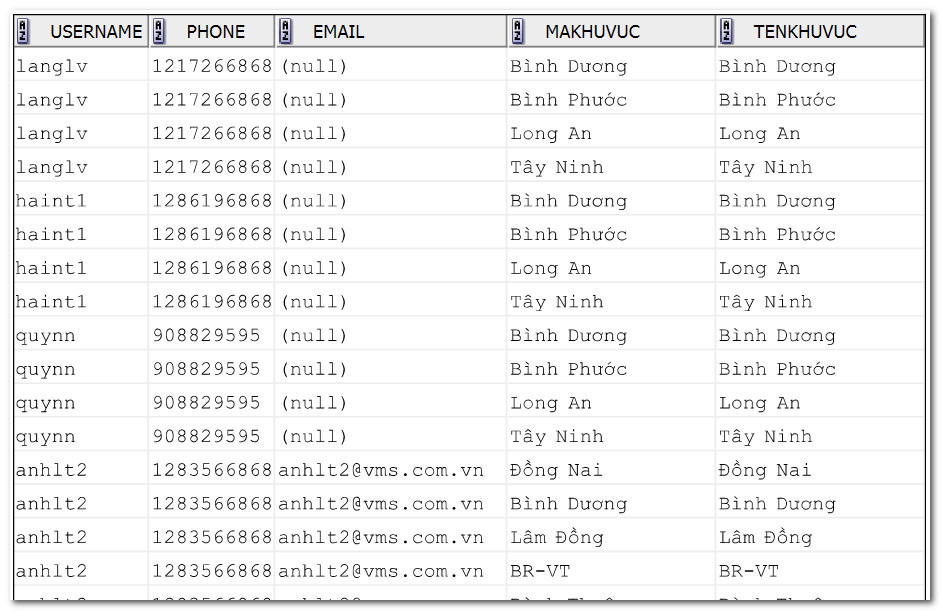 USERNAME PHONE EMAIL MAKHUVUC TENKHUVUC
langlv 1217266868 (null) Bình Dương Bình Dương
langlv 1217266868 (null) Bình Phước Bình Phước
langlv 1217266868 (null) Long An Long An
langlv 1217266868 (null) Tây Ninh Tây Ninh
haint1 1286196868 (null) Bình Dương Bình Dương
haint1 1286196868 (null) Bình Phước Bình Phước
haint1 1286196868 (null) Long An Long An
haint1 1286196868 (null) Tây Ninh Tây Ninh
quynn 908829595 (null) Bình Dương Bình Dương
quynn 908829595 (null) Bình Phước Bình Phước
quynn 908829595 (null) Long An Long An
quynn 908829595 (null) Tây Ninh Tây Ninh
anhlt2 1283566868 anhlt2@vms.com.vn Đồng Nai Đồng Nai
anhlt2 1283566868 anhlt2@vms.com.vn Bình Dương Bình Dương
anhlt2 1283566868 anhlt2@vms.com.vn Lâm Đồng Lâm Đồng
anhlt2 1283566868 anhlt2@vms.com.vn BR-VT BR-VT